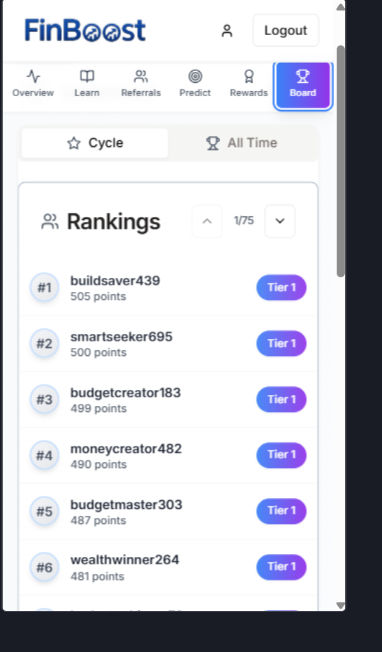 FinBoost
Logout
Overview Learn Referrals Predict Rewards Board
Cycle All Time
Rankings 1/75
#1 buildsaver439 Tier 1
505 points
#2 smartseeker695 Tier 1
500 points
#3 budgetcreator183 Tier 1
499 points
#4 moneycreator482 Tier 1
490 points
#5 budgetmaster303 Tier 1
487 points
#6 wealthwinner264 Tier 1
481 points